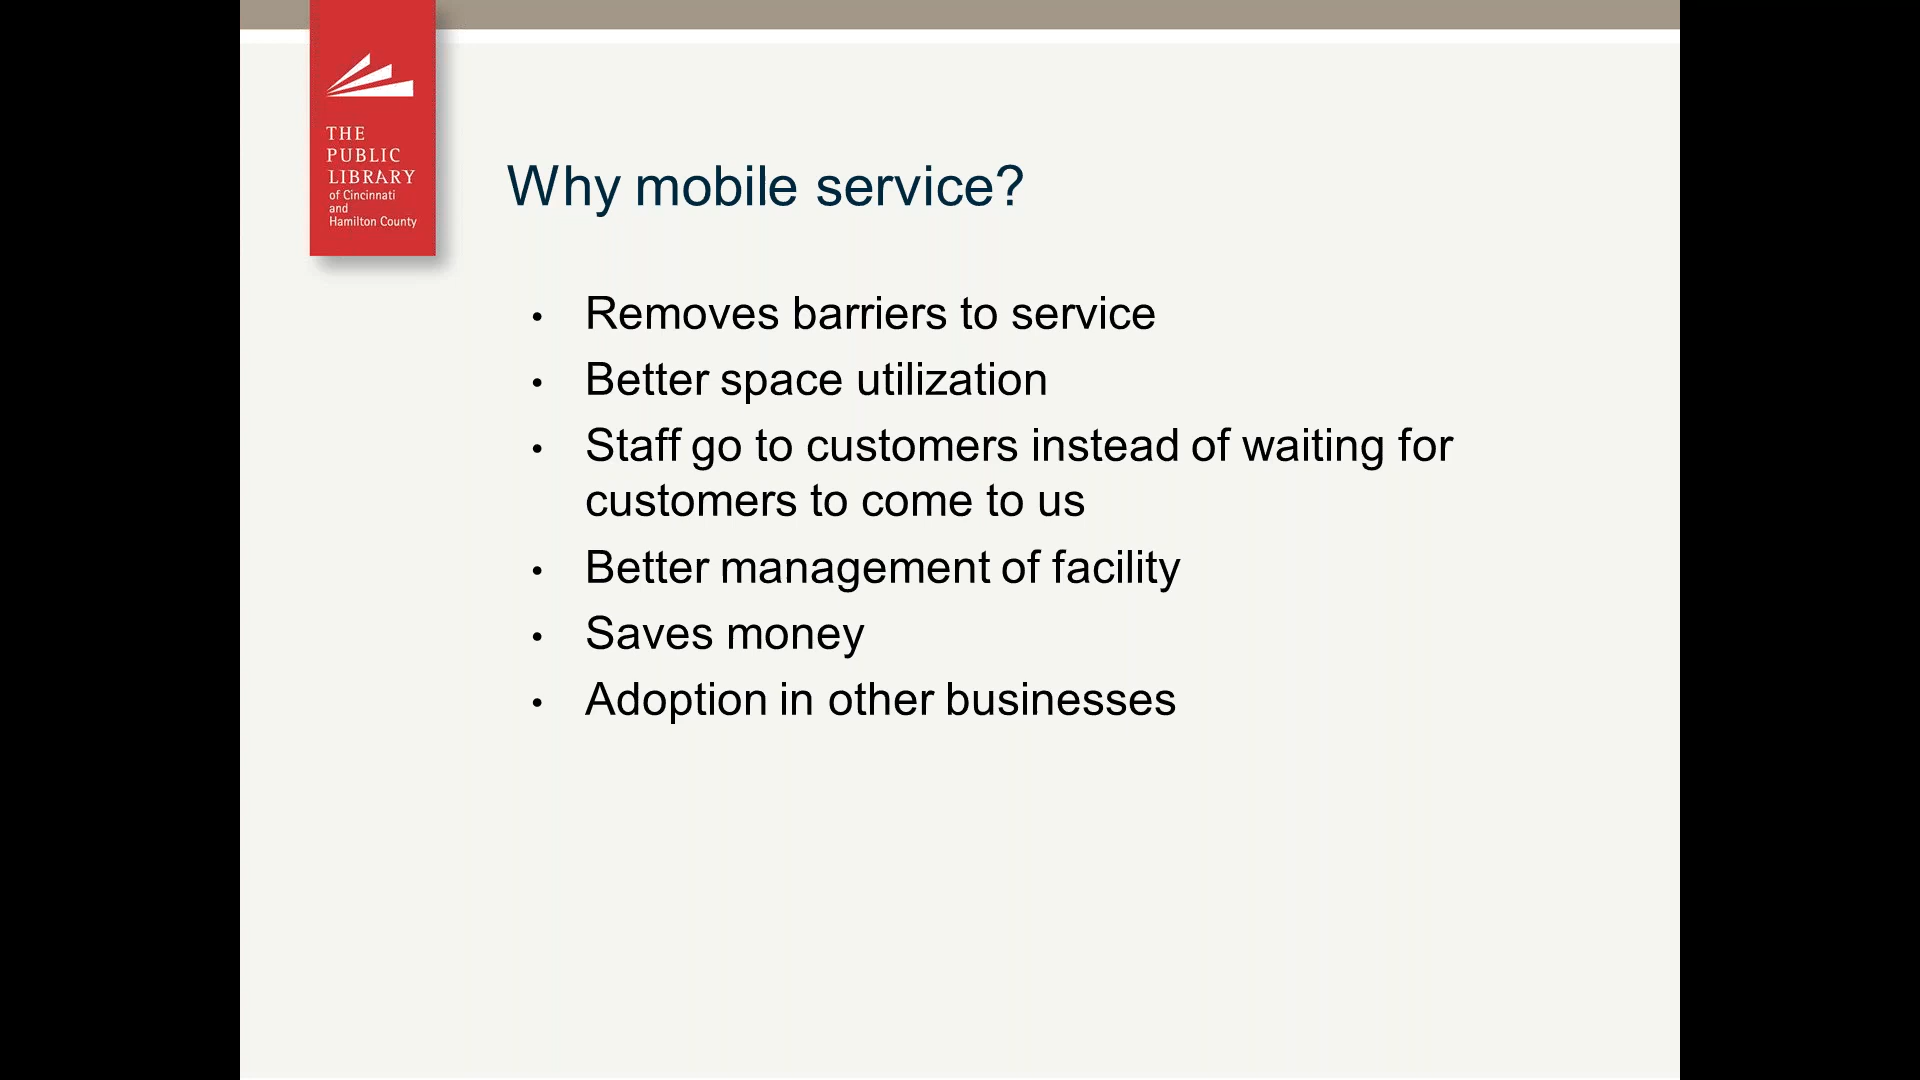 THE
PUBLIC
LIBRARY
of Cincinnati
and
Hamilton County
Why mobile service?
• Removes barriers to service
• Better space utilization
• Staff go to customers instead of waiting for
customers to come to us
• Better management of facility
• Saves money
• Adoption in other businesses